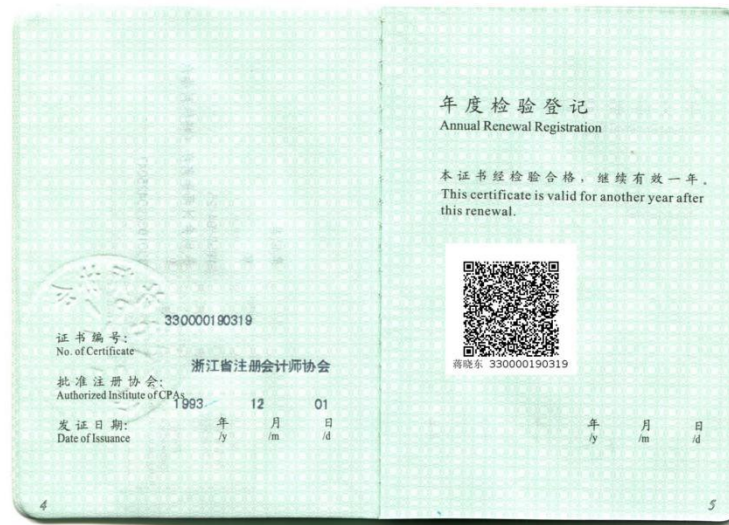 330000190319
证书编号:
No. of Certificate
浙江省注册会计师协会
批准注册协会:
Authorized Institute of CPAs
1993 12 01
发证日期: 年 月 日
Date of Issuance /y /m /d
4
年度检验登记
Annual Renewal Registration
本证书经检验合格，继续有效一年。
This certificate is valid for another year after
this renewal.
蒋晓东 330000190319
年 月 日
/y /m /d
5